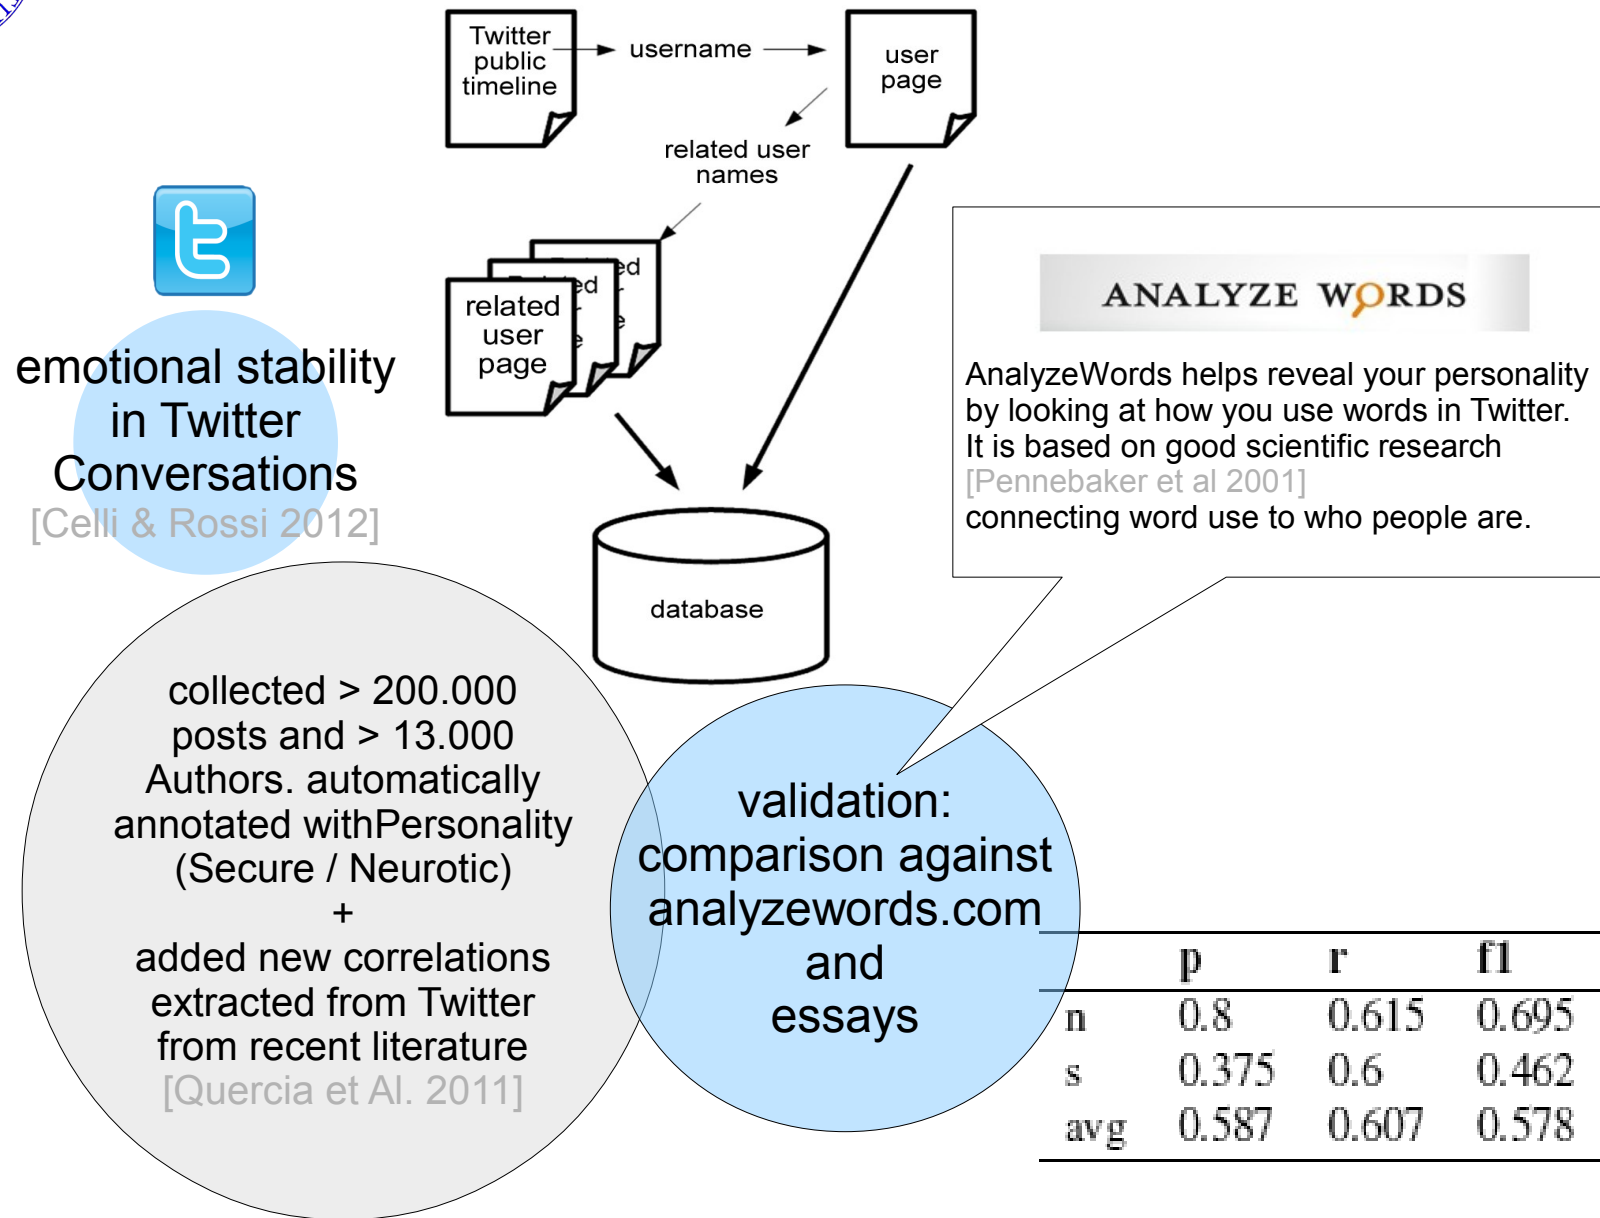 Twitter
public
timeline
username
user
page
related user
names
related
user
page
database
emotional stability
in Twitter
Conversations
[Celli & Rossi 2012]
ANALYZE WORDS
AnalyzeWords helps reveal your personality
by looking at how you use words in Twitter.
It is based on good scientific research
[Pennebaker et al 2001]
connecting word use to who people are.
collected > 200.000
posts and > 13.000
Authors. automatically
annotated withPersonality
(Secure / Neurotic)
+
added new correlations
extracted from Twitter
from recent literature
[Quercia et Al. 2011]
validation:
comparison against
analyzewords.com
and
essays
p r f1
n 0.8 0.615 0.695
s 0.375 0.6 0.462
avg 0.587 0.607 0.578